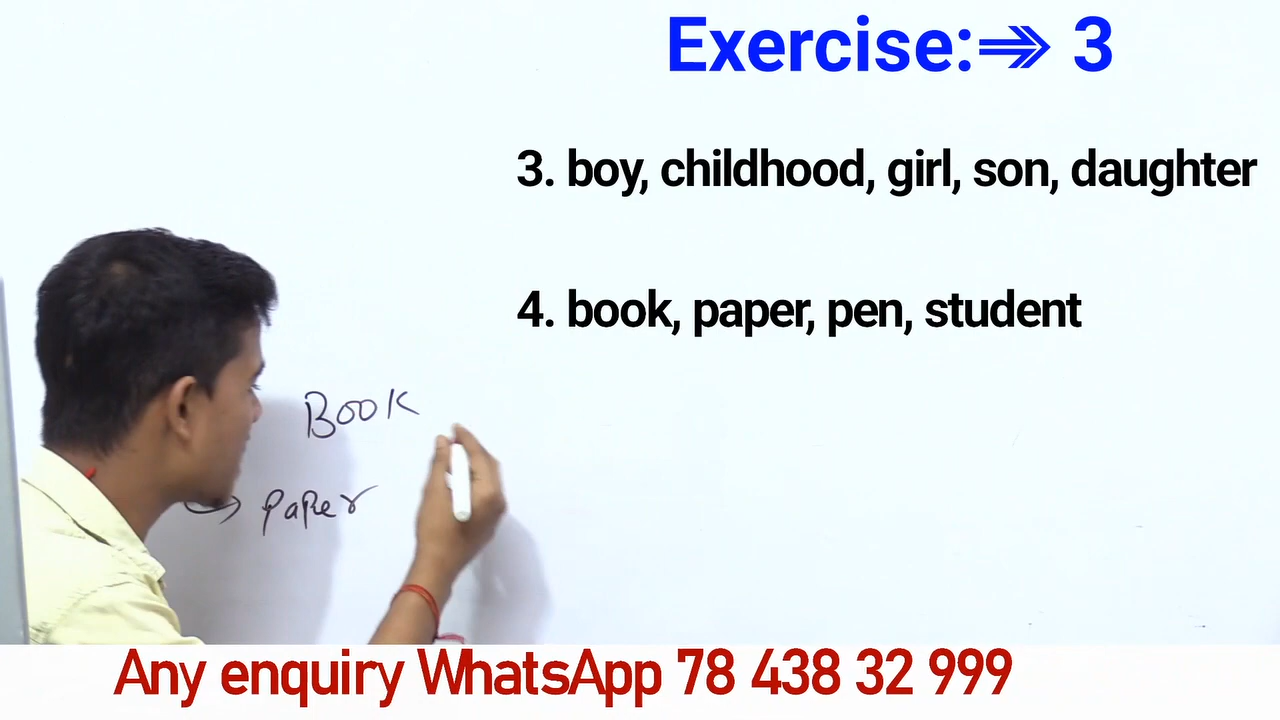 Exercise:⇛ 3
3. boy, childhood, girl, son, daughter
4. book, paper, pen, student
Book
→ paper
Any enquiry WhatsApp 78 438 32 999